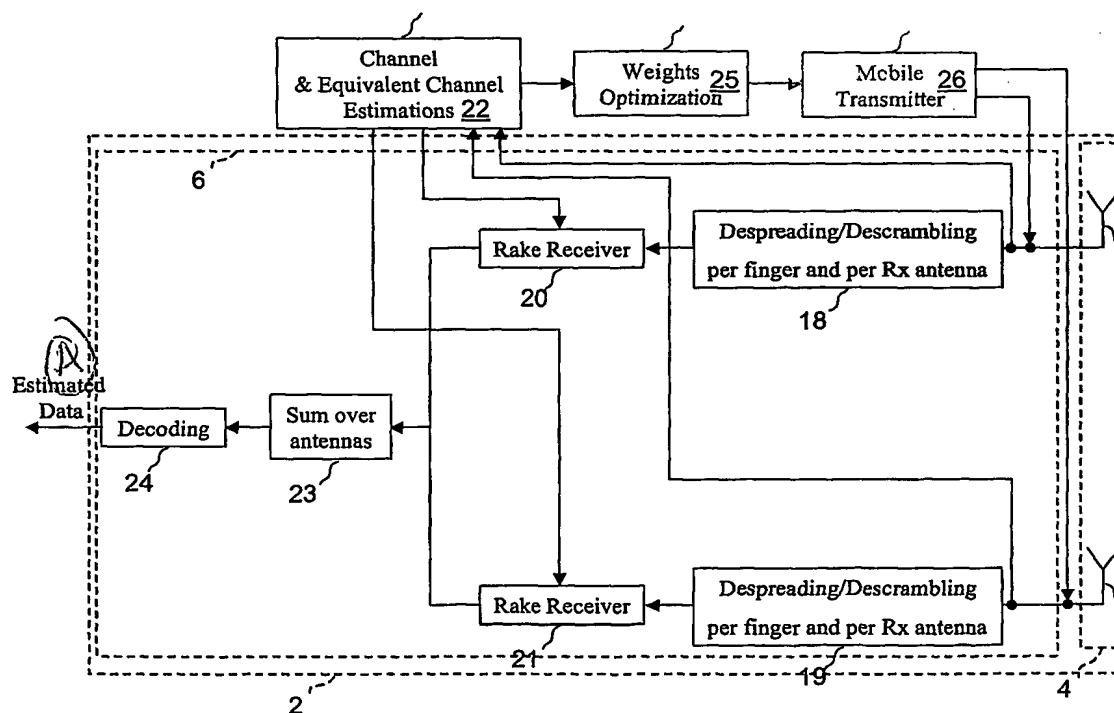 Channel
& Equivalent Channel
Estimations 22
Weights 25
Optimization
Mobile 26
Transmitter
6
Despreading/Descrambling
per finger and per Rx antenna
18
Rake Receiver
20
Estimated
Data
Decoding
24
Sum over
antennas
23
Rake Receiver
21
Despreading/Descrambling
per finger and per Rx antenna
19
2
4